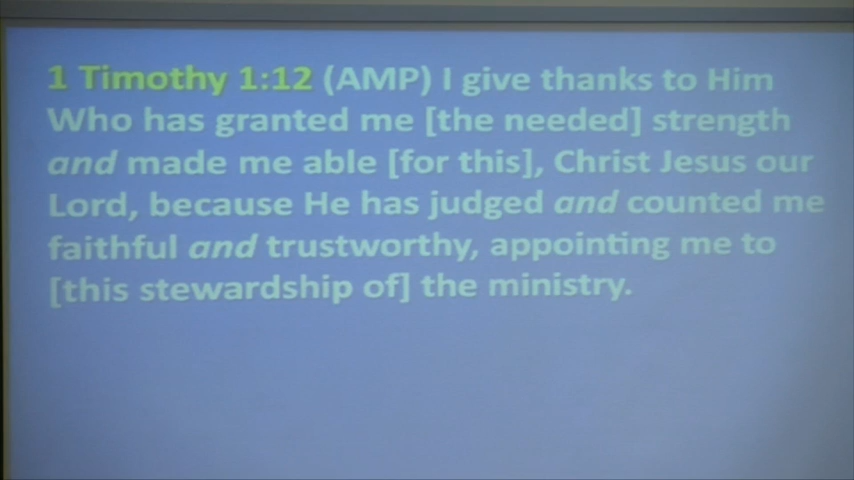 1 Timothy 1:12 (AMP) I give thanks to Him
Who has granted me [the needed] strength
and made me able [for this], Christ Jesus our
Lord, because He has judged and counted me
faithful and trustworthy, appointing me to
[this stewardship of] the ministry.